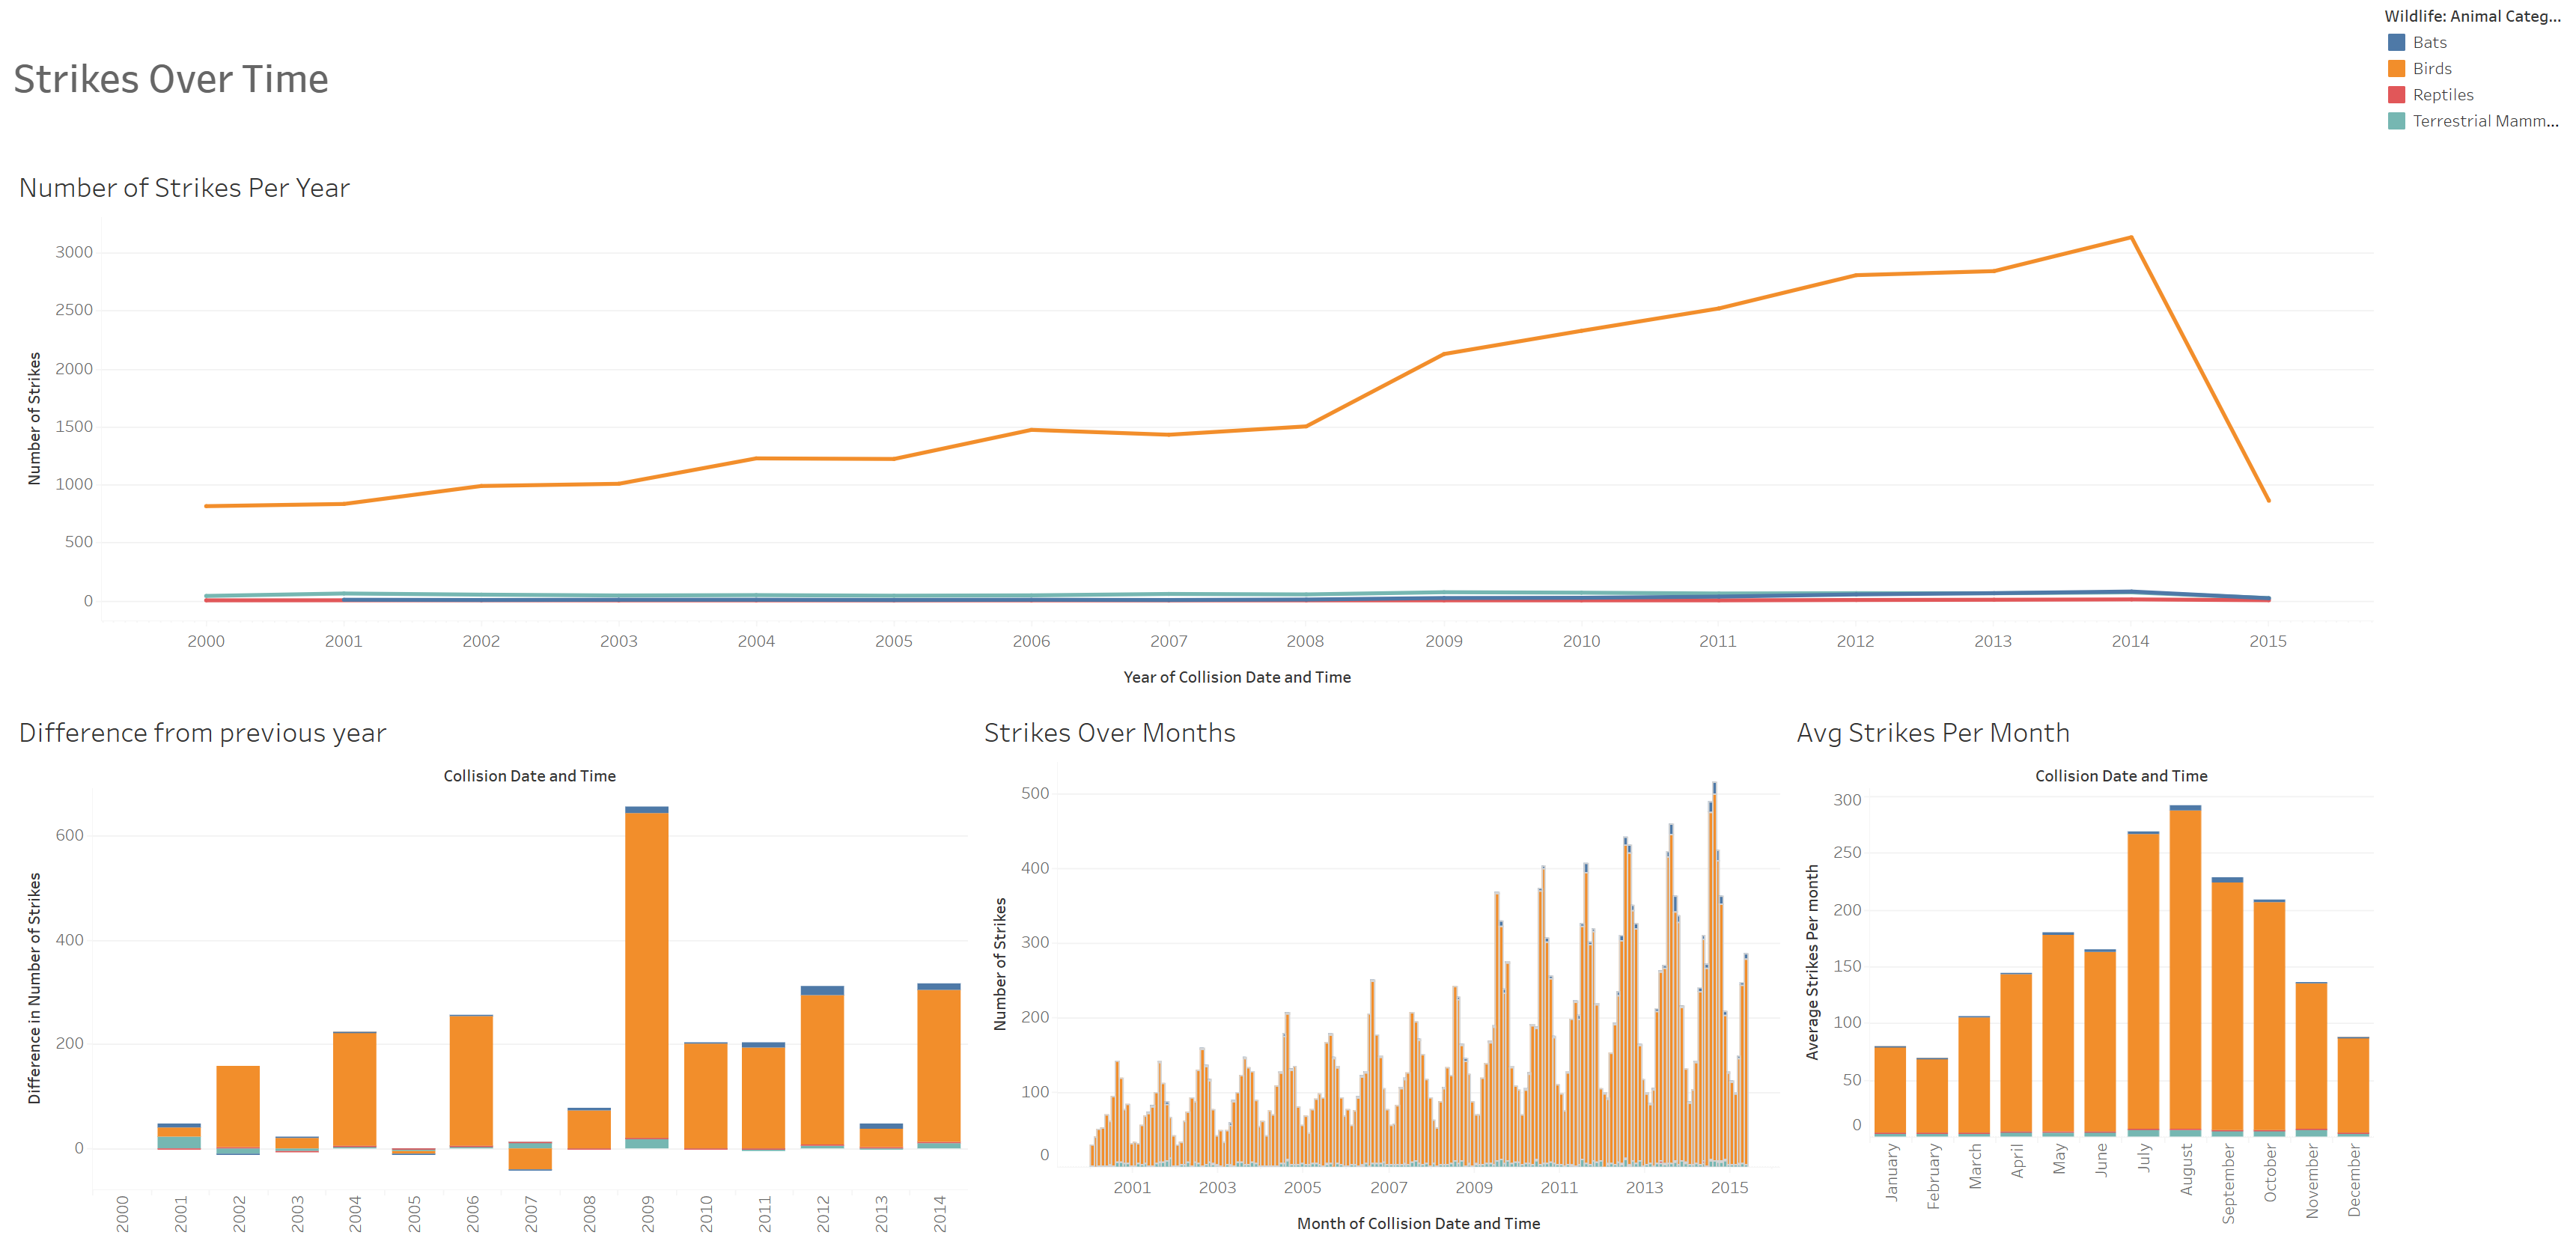 Wildlife: Animal Categ...
Bats
Birds
Reptiles
Terrestrial Mamm...
Strikes Over Time
Number of Strikes Per Year
Number of Strikes
3000
2500
2000
1500
1000
500
0
2000 2001 2002 2003 2004 2005 2006 2007 2008 2009 2010 2011 2012 2013 2014 2015
Year of Collision Date and Time
Difference from previous year
Collision Date and Time
Difference in Number of Strikes
600
400
200
0
2000 2001 2002 2003 2004 2005 2006 2007 2008 2009 2010 2011 2012 2013 2014
Strikes Over Months
Number of Strikes
500
400
300
200
100
0
2001 2003 2005 2007 2009 2011 2013 2015
Month of Collision Date and Time
Avg Strikes Per Month
Collision Date and Time
Average Strikes Per month
300
250
200
150
100
50
0
January February March April May June July August September October November December